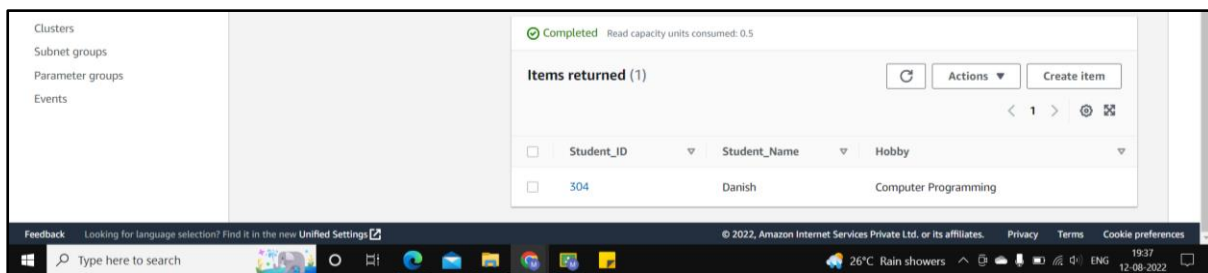 Clusters
Subnet groups
Parameter groups
Events
Completed Read capacity units consumed: 0.5
Items returned (1)
Actions Create item
1
Student_ID Student_Name Hobby
304 Danish Computer Programming
Feedback Looking for language selection? Find it in the new Unified Settings © 2022, Amazon Internet Services Private Ltd. or its affiliates. Privacy Terms Cookie preferences
Type here to search 26°C Rain showers ENG 19:37
12-08-2022